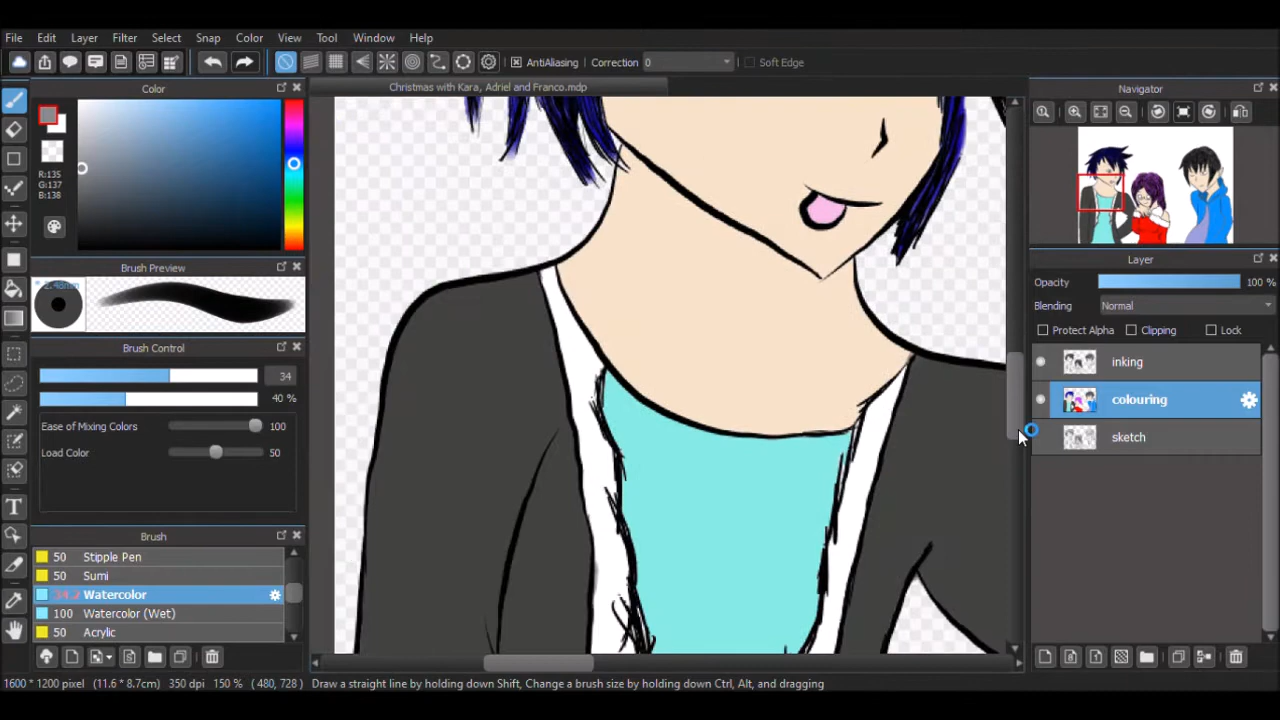 File Edit Layer Filter Select Snap Color View Tool Window Help
AntiAliasing Correction 0 Soft Edge
Color
Christmas with Kara, Adriel and Franco.mdp
Navigator
R:135
G:137
B:138
Brush Preview
Layer
Opacity 100 %
Blending Normal
Protect Alpha Clipping Lock
Brush Control
inking
34
40 %
colouring
Ease of Mixing Colors 100
sketch
Load Color 50
Brush
50 Stipple Pen
50 Sumi
34.2 Watercolor
100 Watercolor (Wet)
50 Acrylic
1600 * 1200 pixel (11.6 * 8.7cm) 350 dpi 150 % ( 480, 728 ) Draw a straight line by holding down Shift, Change a brush size by holding down Ctrl, Alt, and dragging